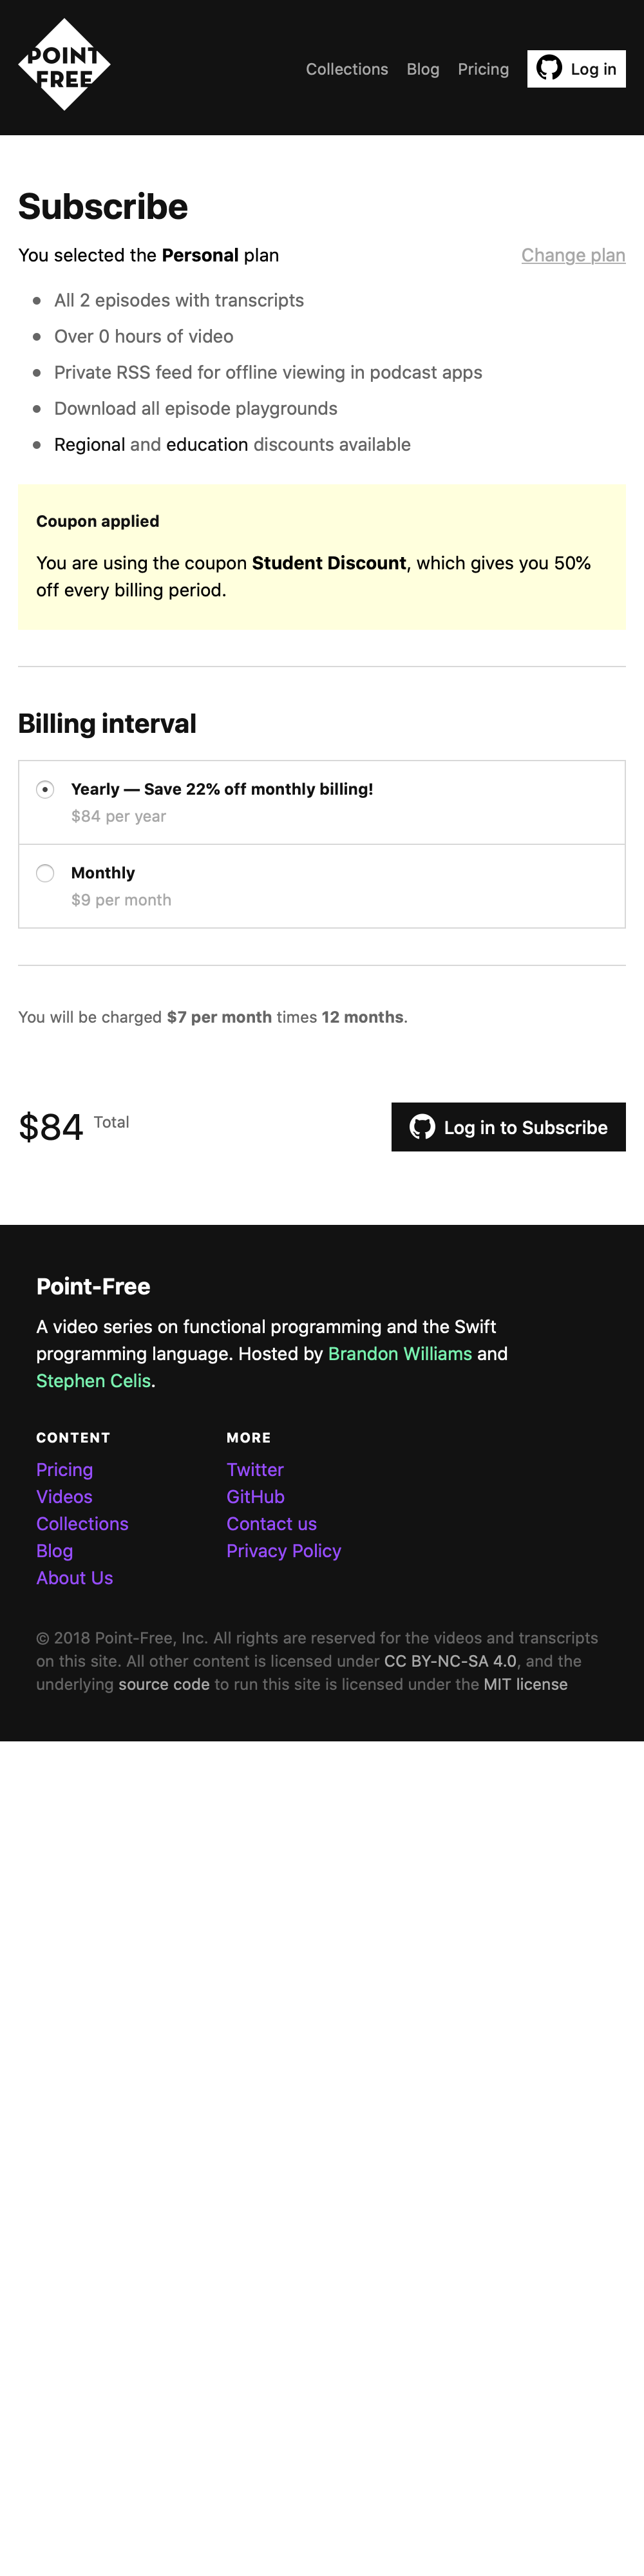 POINT
FREE
Collections Blog Pricing Log in
Subscribe
You selected the Personal plan Change plan
All 2 episodes with transcripts
Over 0 hours of video
Private RSS feed for offline viewing in podcast apps
Download all episode playgrounds
Regional and education discounts available
Coupon applied
You are using the coupon Student Discount, which gives you 50%
off every billing period.
Billing interval
Yearly — Save 22% off monthly billing!
$84 per year
Monthly
$9 per month
You will be charged $7 per month times 12 months.
$84 Total Log in to Subscribe
Point-Free
A video series on functional programming and the Swift
programming language. Hosted by Brandon Williams and
Stephen Celis.
CONTENT
Pricing
Videos
Collections
Blog
About Us
MORE
Twitter
GitHub
Contact us
Privacy Policy
© 2018 Point-Free, Inc. All rights are reserved for the videos and transcripts
on this site. All other content is licensed under CC BY-NC-SA 4.0, and the
underlying source code to run this site is licensed under the MIT license